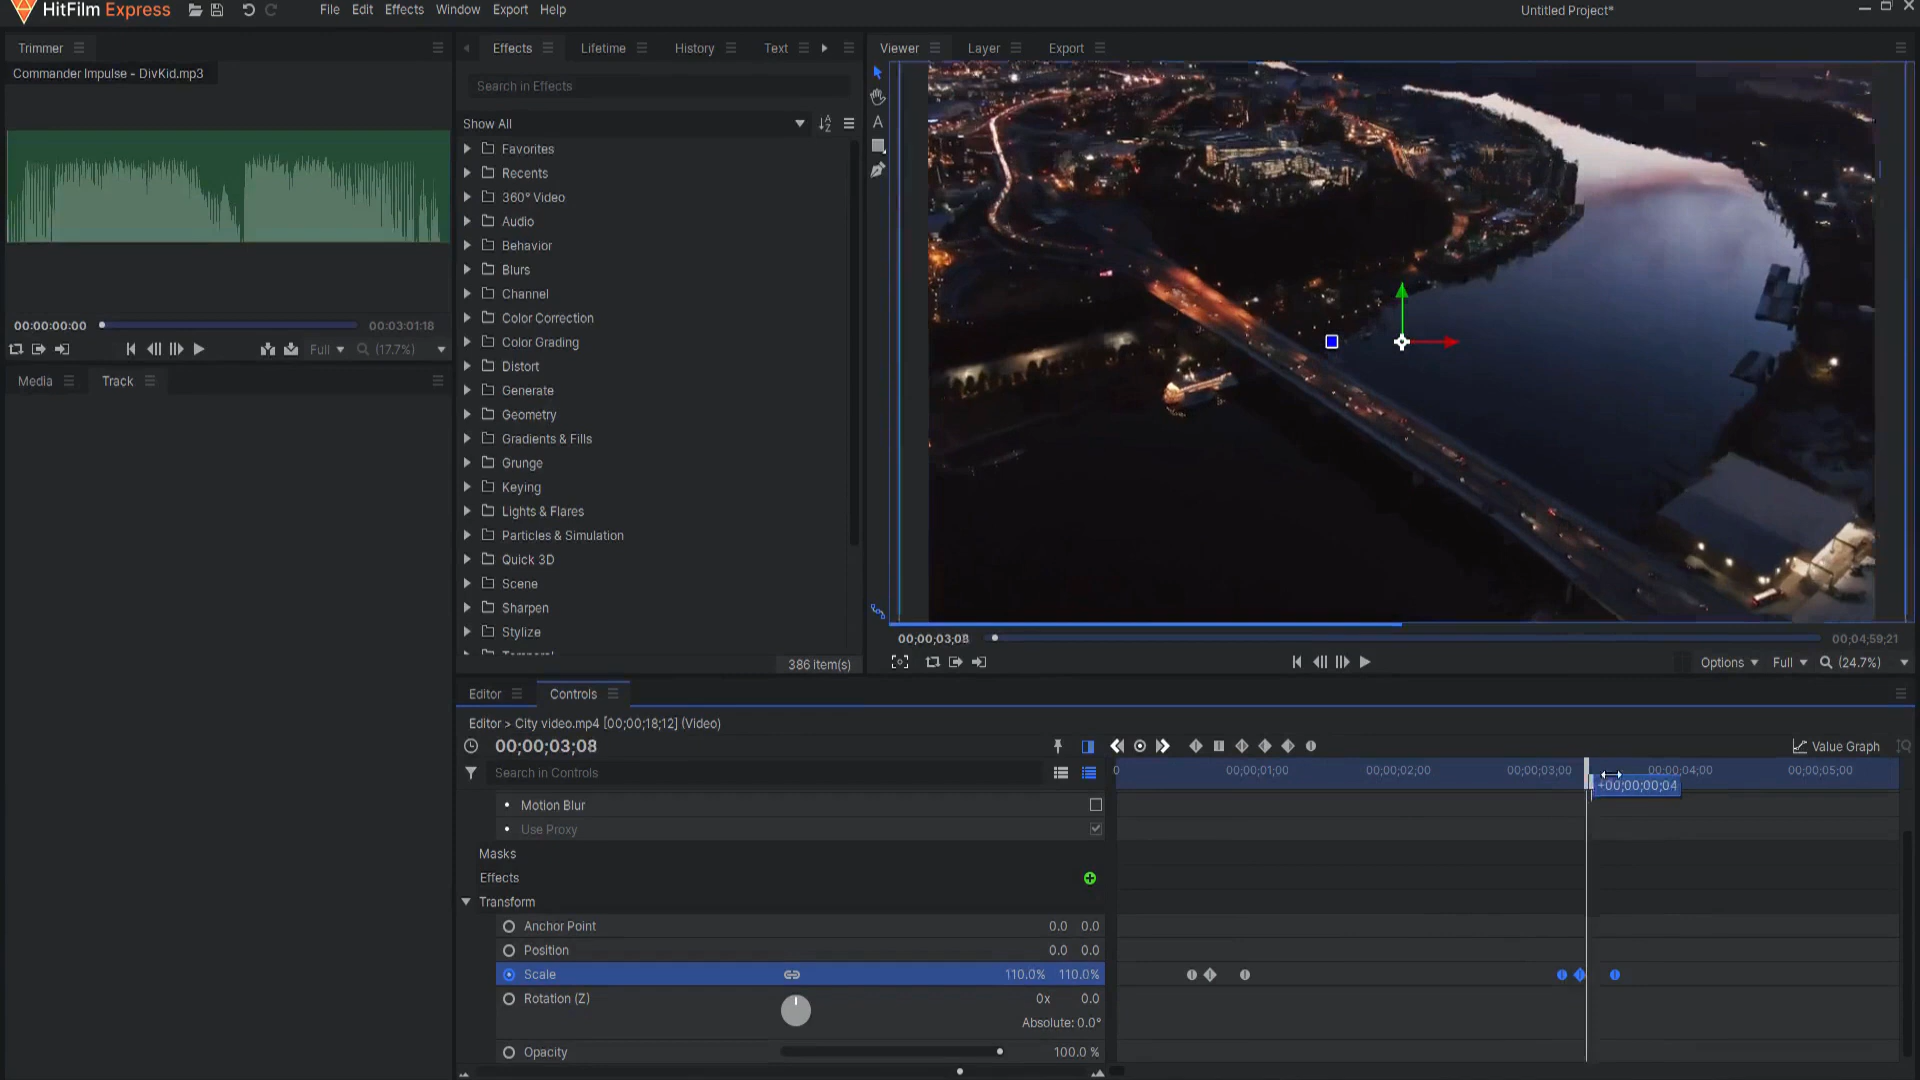 HitFilm Express
File Edit Effects Window Export Help
Untitled Project*
Trimmer
Commander Impulse - DivKid.mp3
00:00:00:00
00:03:01:18
Full
(17.7%)
Media
Track
Effects
Lifetime
History
Text
Search in Effects
Show All
Favorites
Recents
360° Video
Audio
Behavior
Blurs
Channel
Color Correction
Color Grading
Distort
Generate
Geometry
Gradients & Fills
Grunge
Keying
Lights & Flares
Particles & Simulation
Quick 3D
Scene
Sharpen
Stylize
386 item(s)
Viewer
Layer
Export
A
00;00;03;08
00;04;59;21
Options
Full
(24.7%)
Editor
Controls
Editor > City video.mp4 [00;00;18;12] (Video)
00;00;03;08
Value Graph
Search in Controls
0
00;00;01;00
00;00;02;00
00;00;03;00
00;00;04;00
00;00;05;00
+00;00;00;04
Motion Blur
Use Proxy
Masks
Effects
Transform
Anchor Point 0.0 0.0
Position 0.0 0.0
Scale 110.0% 110.0%
Rotation (Z) 0x 0.0
Absolute: 0.0°
Opacity 100.0 %